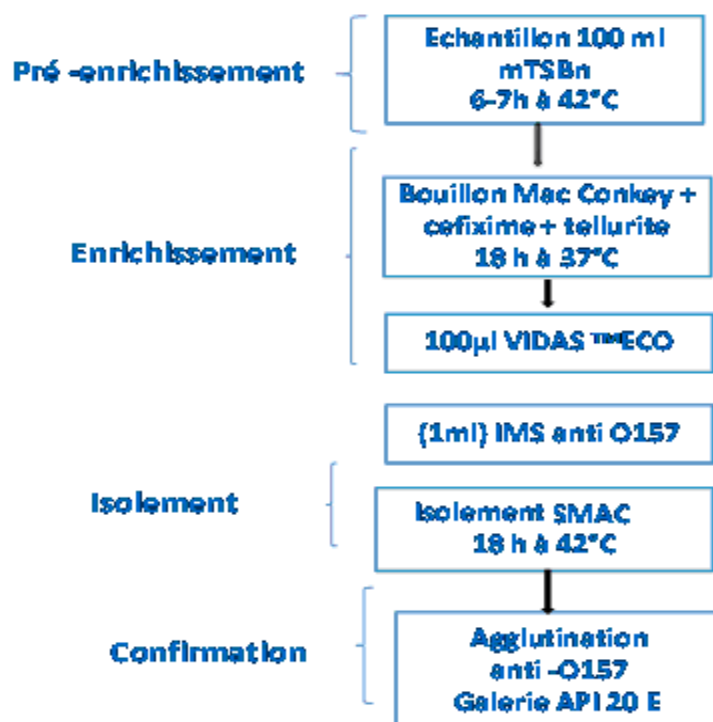 Pré -enrichissement
Echantillon 100 ml
mTSBn
6-7h à 42°C
Enrichissement
Bouillon Mac Conkey +
cefixime + tellurite
18 h à 37°C
100µl VIDAS ™ECO
(1ml) IMS anti O157
Isolement
Isolement SMAC
18 h à 42°C
Confirmation
Agglutination
anti -O157
Galerie API 20 E